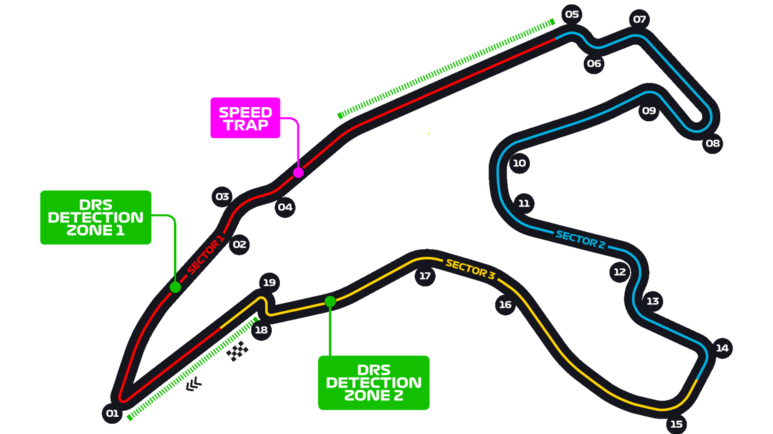 05
07
06
SPEED
TRAP
09
08
10
03
04
11
DRS
DETECTION
ZONE 1
02
SECTOR 1
SECTOR 2
12
17
SECTOR 3
19
13
16
18
14
DRS
DETECTION
ZONE 2
01
15